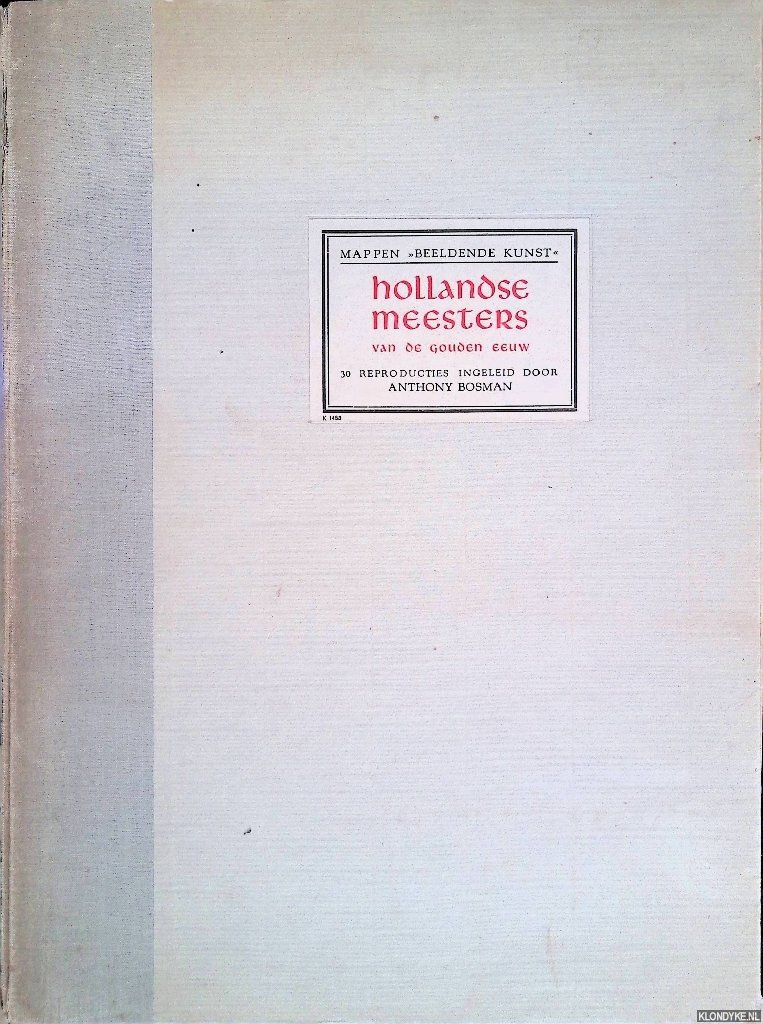 MAPPEN »BEELDENDE KUNST«
hollandse
meesters
van de gouden eeuw
30 REPRODUCTIES INGELEID DOOR
ANTHONY BOSMAN
K 1453
KLONDYKE.NL